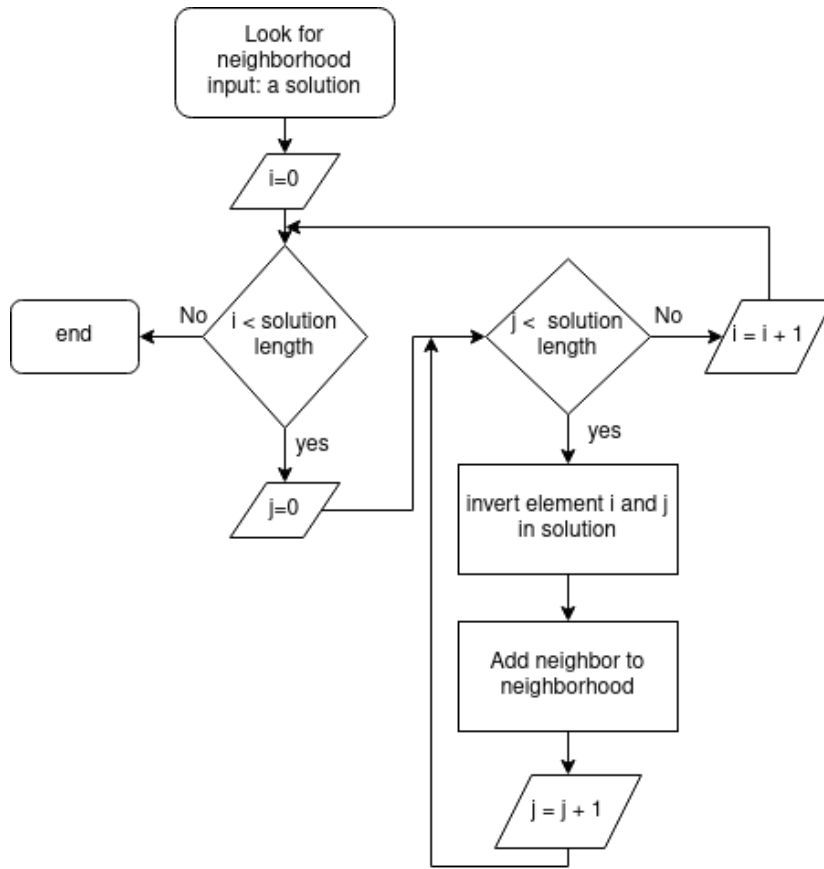 Look for
neighborhood
input: a solution
i=0
i < solution
length
No
end
yes
j=0
j < solution
length
No
i = i + 1
yes
invert element i and j
in solution
Add neighbor to
neighborhood
j = j + 1